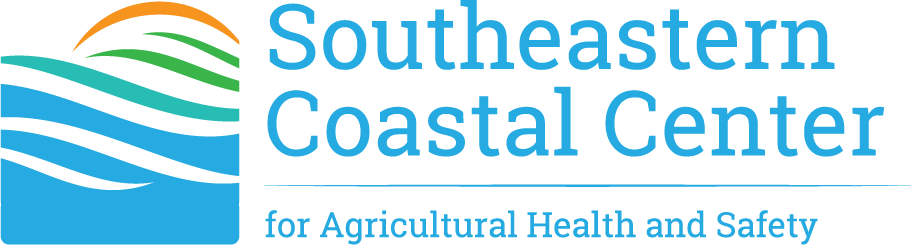 Southeastern
Coastal Center
for Agricultural Health and Safety